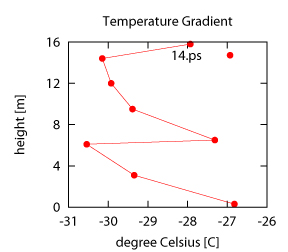 Temperature Gradient
16
14.ps
12
8
4
0
height [m]
-31 -30 -29 -28 -27 -26
degree Celsius [C]